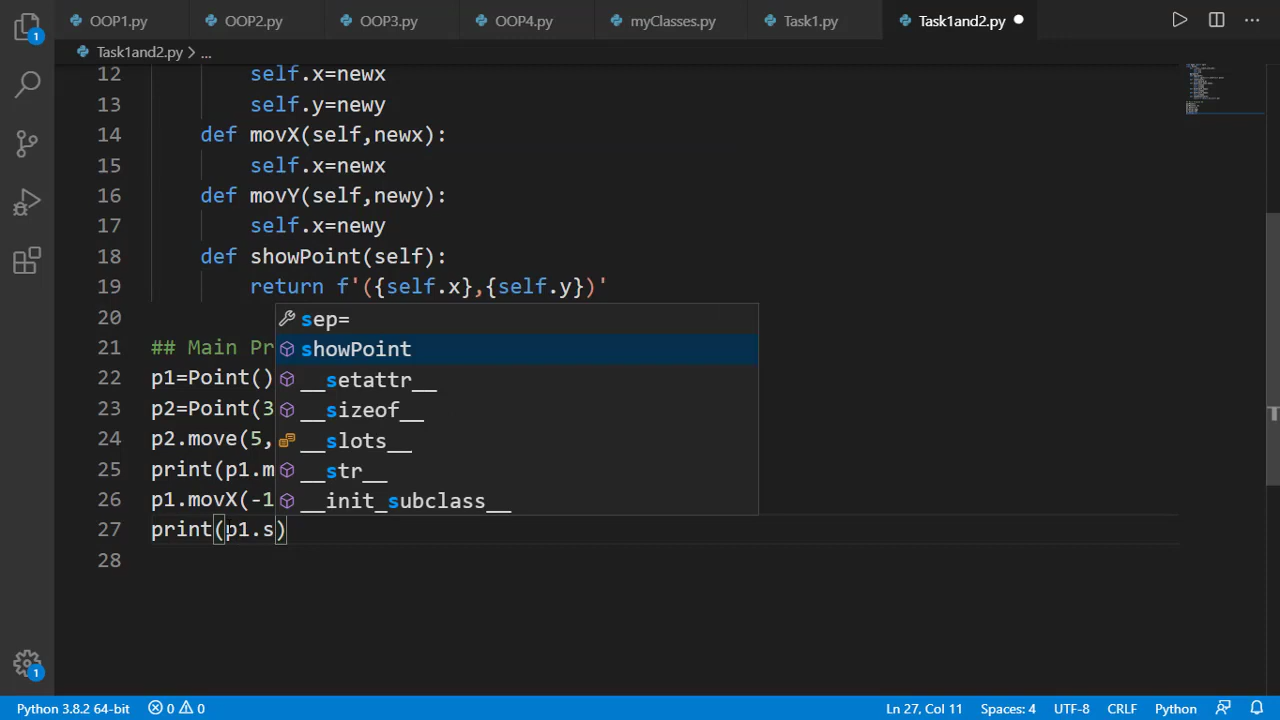 OOP1.py OOP2.py OOP3.py OOP4.py myClasses.py Task1.py Task1and2.py
Task1and2.py > ...
12 self.x=newx
13 self.y=newy
14 def movX(self,newx):
15 self.x=newx
16 def movY(self,newy):
17 self.x=newy
18 def showPoint(self):
19 return f'({self.x},{self.y})'
20 sep=
21 ## Main Pr showPoint
22 p1=Point() __setattr__
23 p2=Point(3 __sizeof__
24 p2.move(5, __slots__
25 print(p1.m __str__
26 p1.movX(-1 __init_subclass__
27 print(p1.s)
28
1
1
Python 3.8.2 64-bit 0 0 Ln 27, Col 11 Spaces: 4 UTF-8 CRLF Python